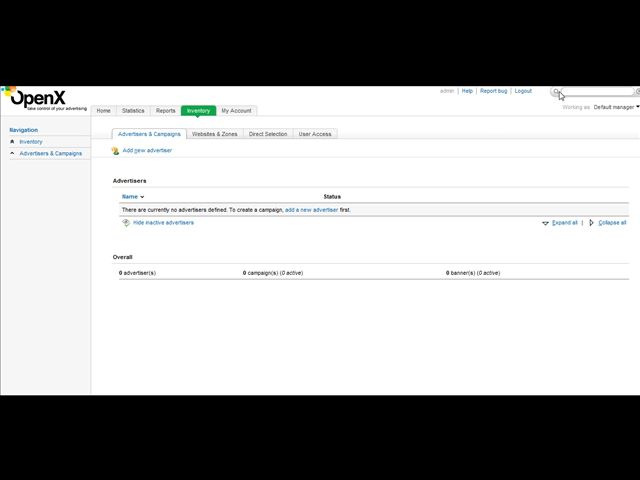 OpenX
take control of your advertising
admin | Help | Report bug | Logout
Working as Default manager
Home Statistics Reports Inventory My Account
Navigation
Inventory
Advertisers & Campaigns
Advertisers & Campaigns Websites & Zones Direct Selection User Access
Add new advertiser
Advertisers
Name Status
There are currently no advertisers defined. To create a campaign, add a new advertiser first.
Hide inactive advertisers Expand all | Collapse all
Overall
0 advertiser(s) 0 campaign(s) (0 active) 0 banner(s) (0 active)